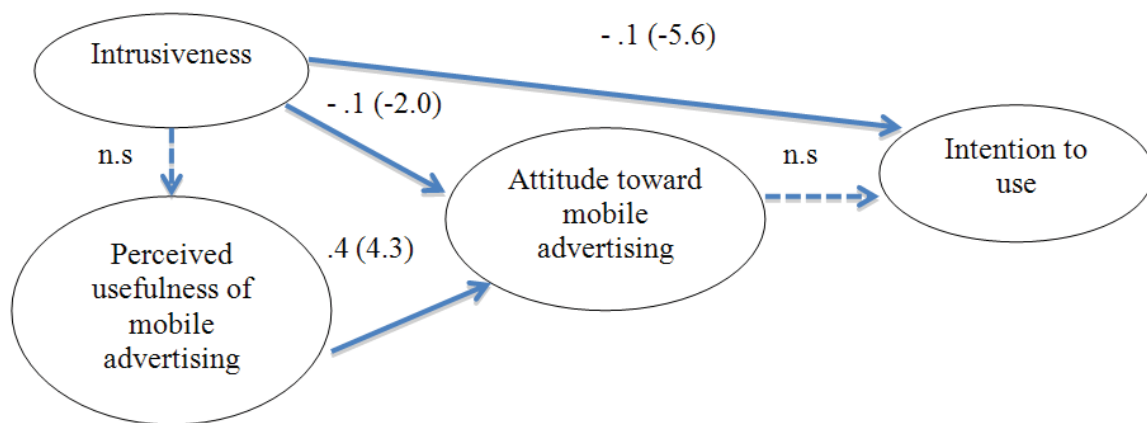 - .1 (-5.6)
Intrusiveness
- .1 (-2.0)
n.s
n.s
Intention to
use
Attitude toward
mobile
advertising
Perceived
usefulness of
mobile
advertising
.4 (4.3)